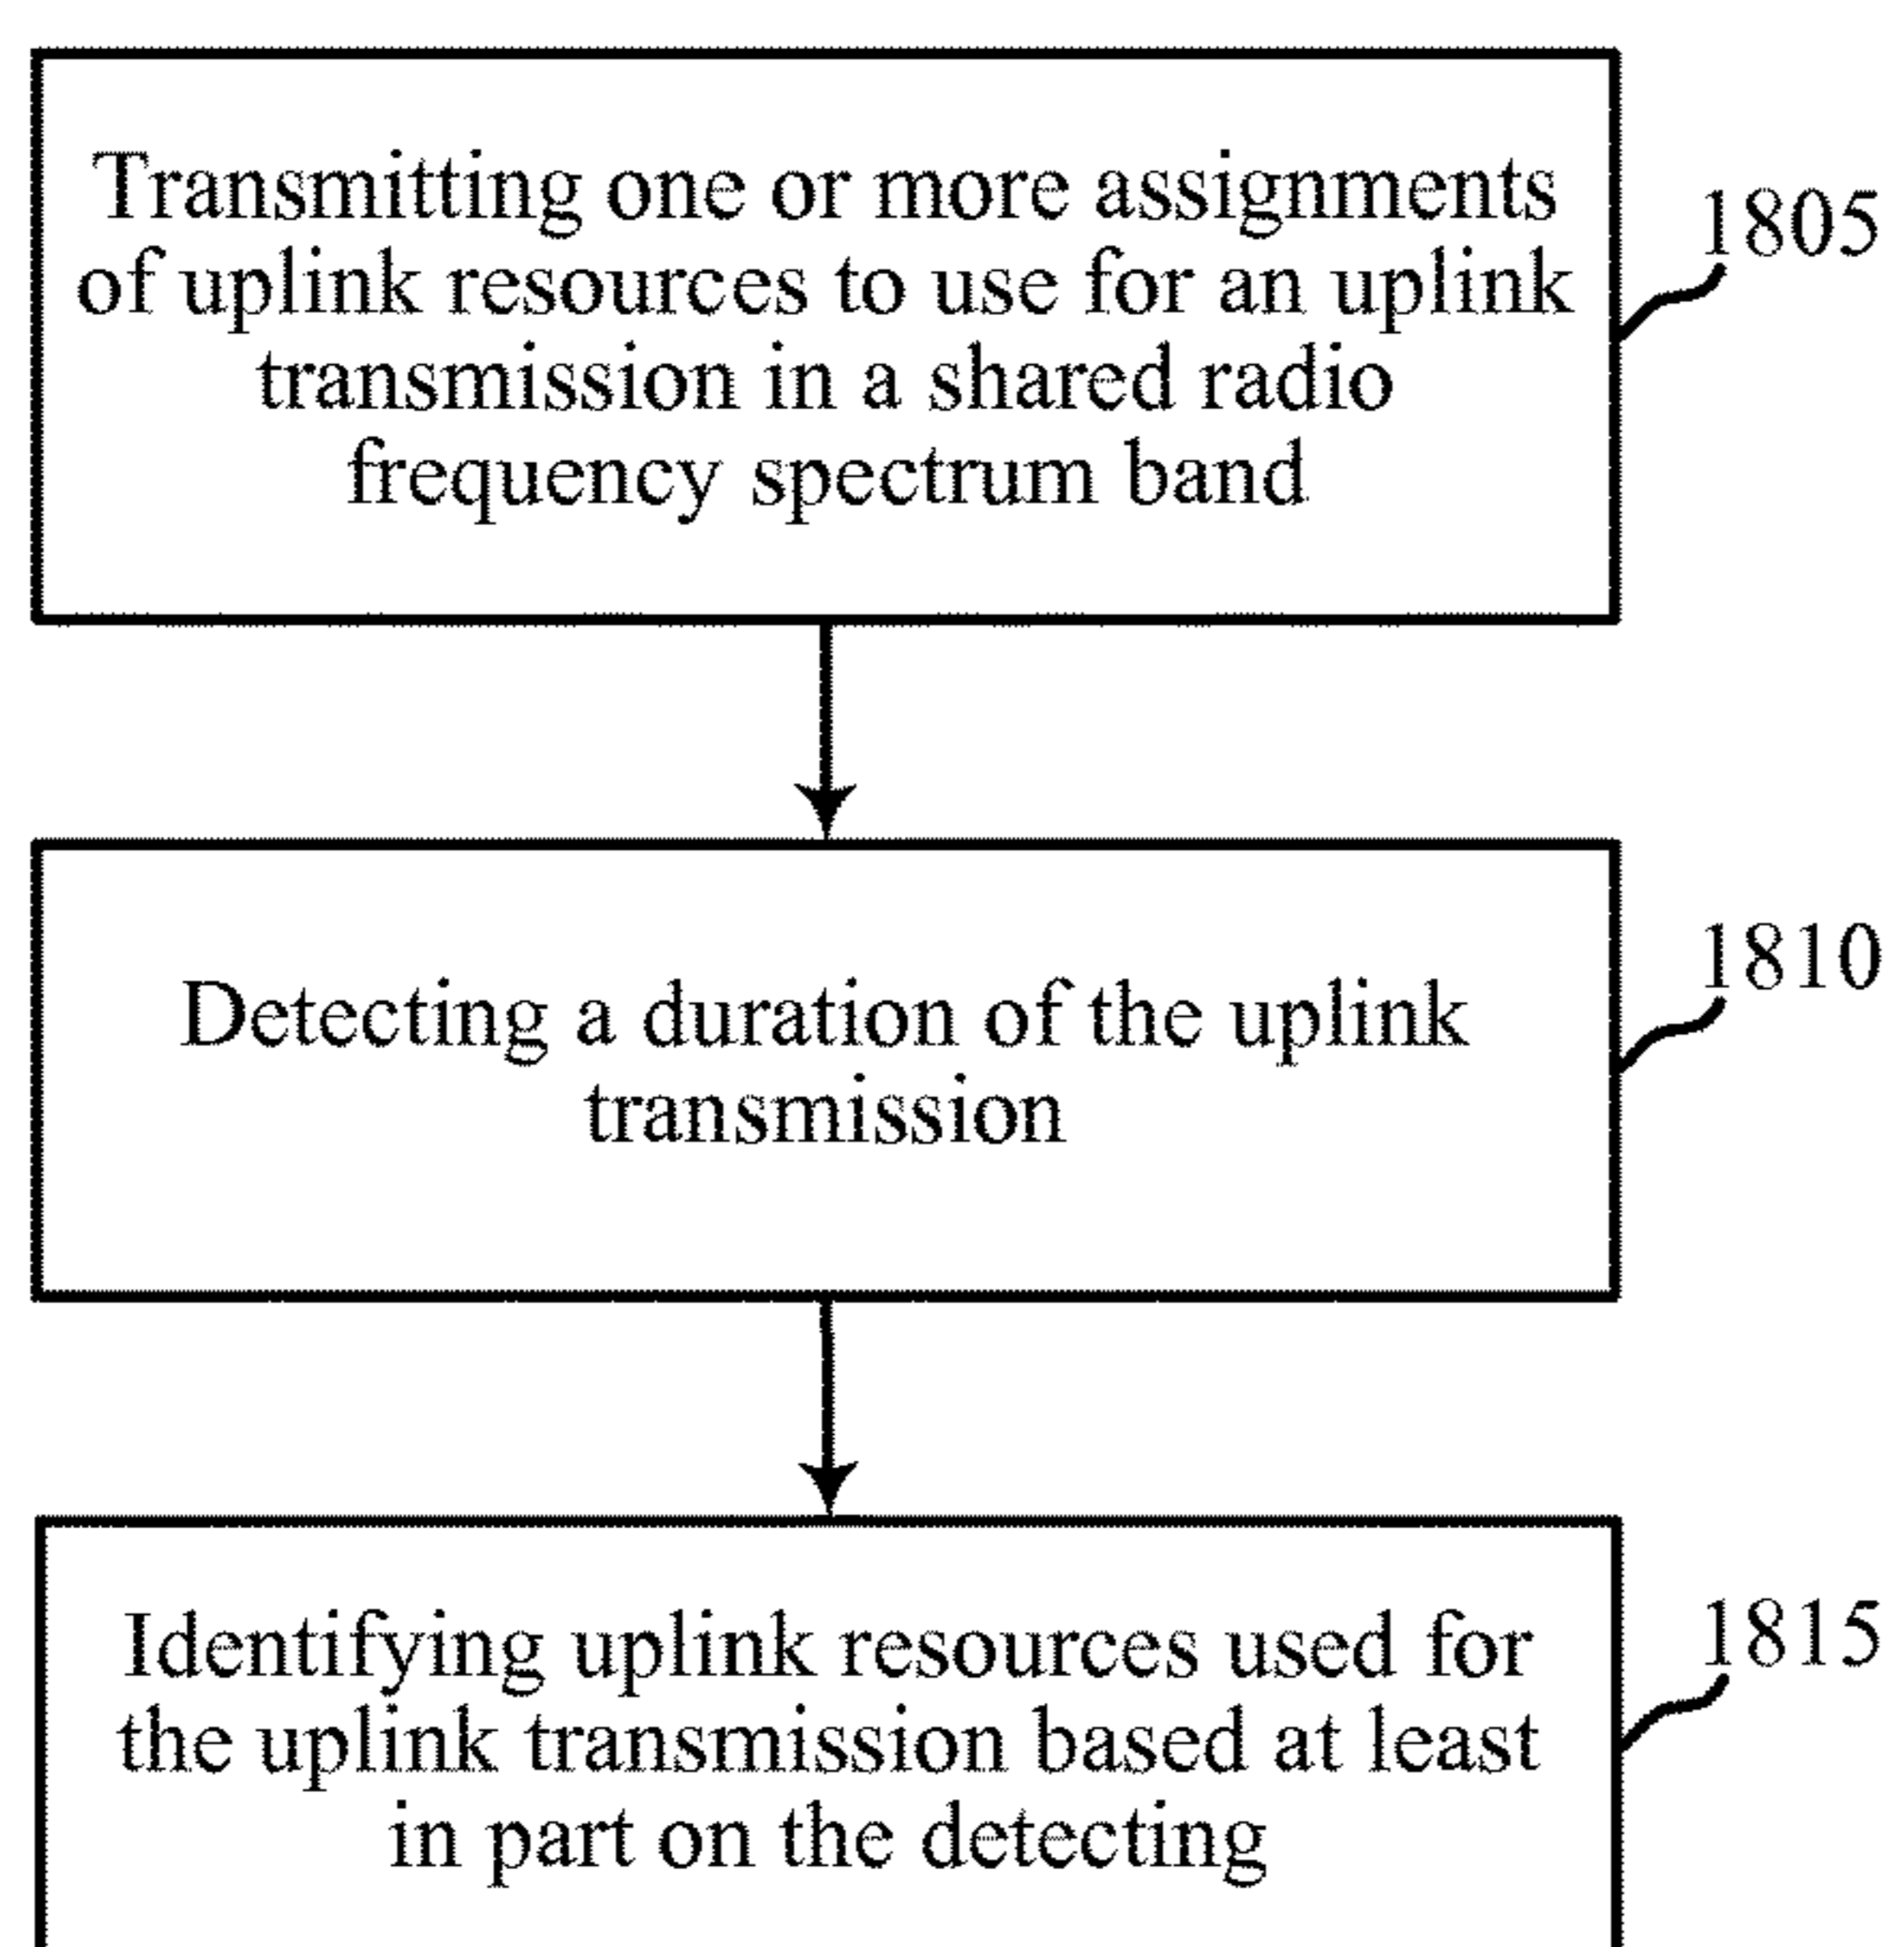 Transmitting one or more assignments
of uplink resources to use for an uplink
transmission in a shared radio
frequency spectrum band
1805
Detecting a duration of the uplink
transmission
1810
Identifying uplink resources used for
the uplink transmission based at least
in part on the detecting
1815